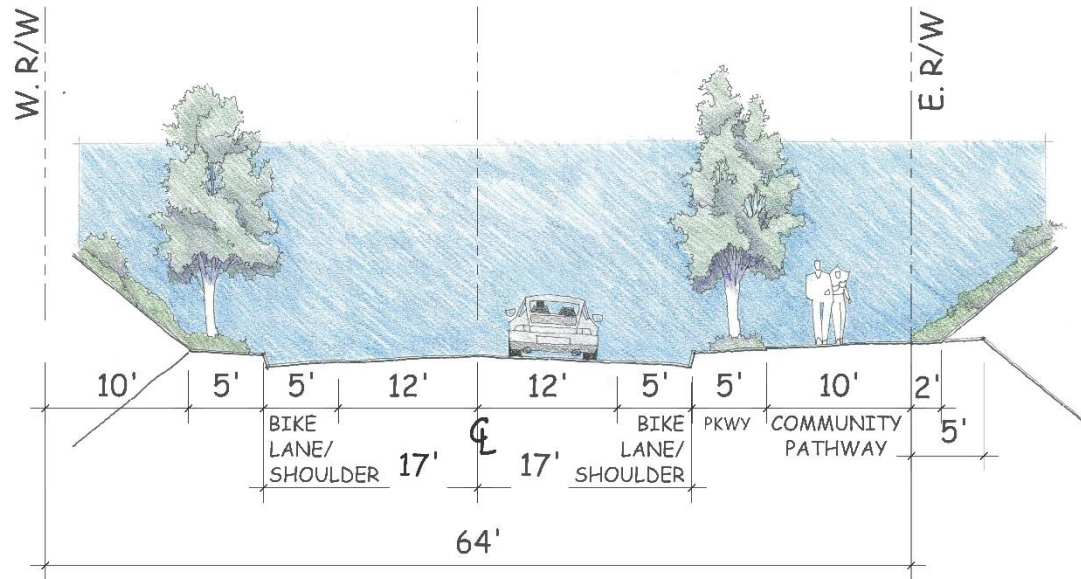 W. R/W
E. R/W
10' 5' 5' 12' 12' 5' 5' 10' 2'
BIKE
LANE/
SHOULDER
17'
℄
17'
BIKE
LANE/
SHOULDER
PKWY
COMMUNITY
PATHWAY
5'
64'